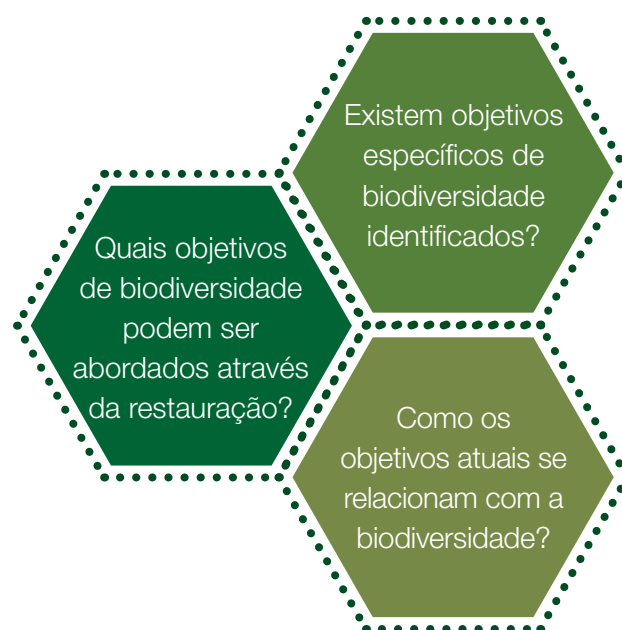 Existem objetivos
específicos de
biodiversidade
identificados?
Quais objetivos
de biodiversidade
podem ser
abordados através
da restauração?
Como os
objetivos atuais se
relacionam com a
biodiversidade?